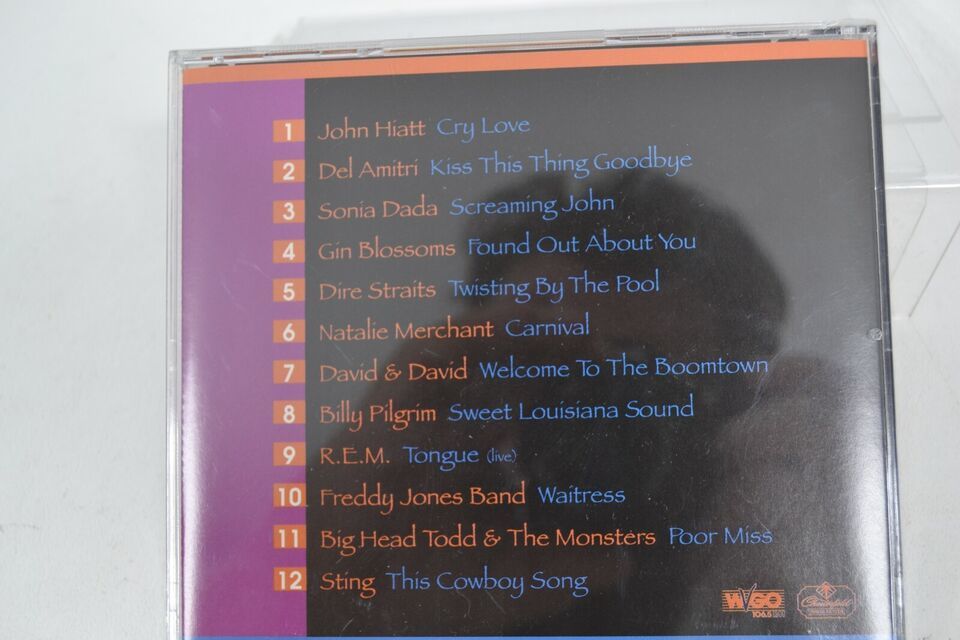 1 John Hiatt Cry Love
2 Del Amitri Kiss This Thing Goodbye
3 Sonia Dada Screaming John
4 Gin Blossoms Found Out About You
5 Dire Straits Twisting By The Pool
6 Natalie Merchant Carnival
7 David & David Welcome To The Boomtown
8 Billy Pilgrim Sweet Louisiana Sound
9 R.E.M. Tongue (live)
10 Freddy Jones Band Waitress
11 Big Head Todd & The Monsters Poor Miss
12 Sting This Cowboy Song
WVGO
106.5